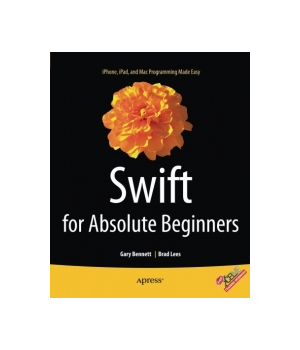 iPhone, iPad, and Mac Programming Made Easy
Swift
for Absolute Beginners
Gary Bennett | Brad Lees
Apress®